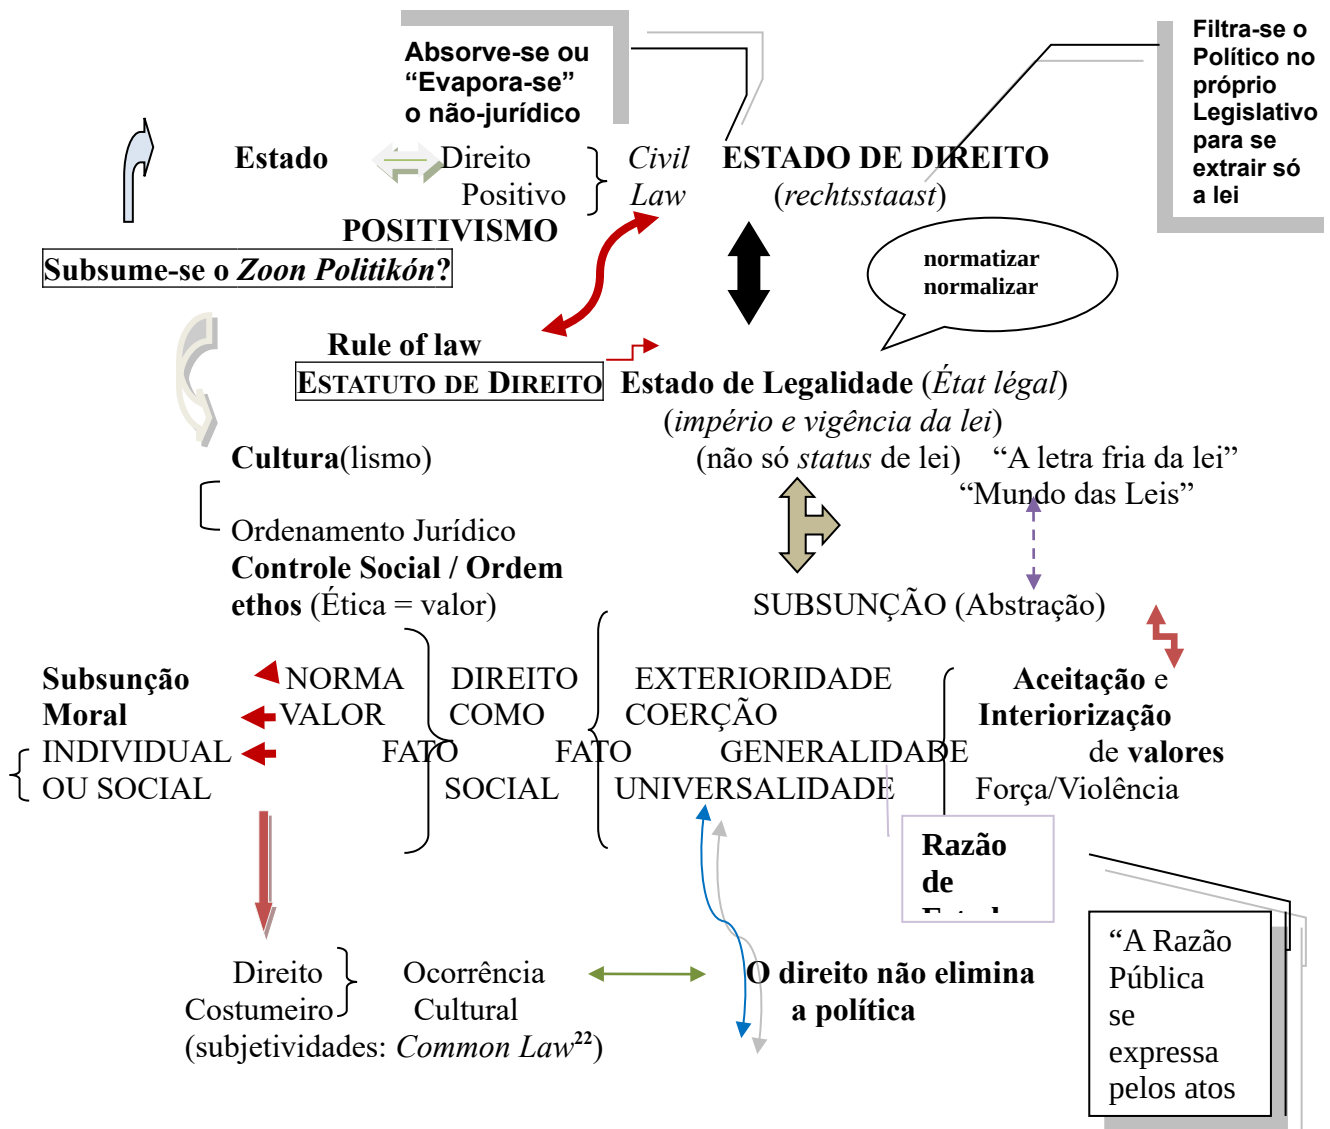 Absorve-se ou
“Evapora-se”
o não-jurídico
Filtra-se o
Político no
próprio
Legislativo
para se
extrair só
a lei
Estado Direito Civil ESTADO DE DIREITO
Positivo Law (rechtsstaast)
POSITIVISMO
Subsume-se o Zoon Politikón?
normatizar
normalizar
Rule of law
ESTATUTO DE DIREITO Estado de Legalidade (État légal)
(império e vigência da lei)
Cultura(lismo) (não só status de lei) “A letra fria da lei”
“Mundo das Leis”
Ordenamento Jurídico
Controle Social / Ordem
ethos (Ética = valor) SUBSUNÇÃO (Abstração)
Subsunção NORMA DIREITO EXTERIORIDADE Aceitação e
Moral VALOR COMO COERÇÃO Interiorização
INDIVIDUAL FATO FATO GENERALIDADE de valores
OU SOCIAL SOCIAL UNIVERSALIDADE Força/Violência
Razão
de
“A Razão
Pública
se
expressa
pelos atos
Direito Ocorrência O direito não elimina
Costumeiro Cultural a política
(subjetividades: Common Law22)